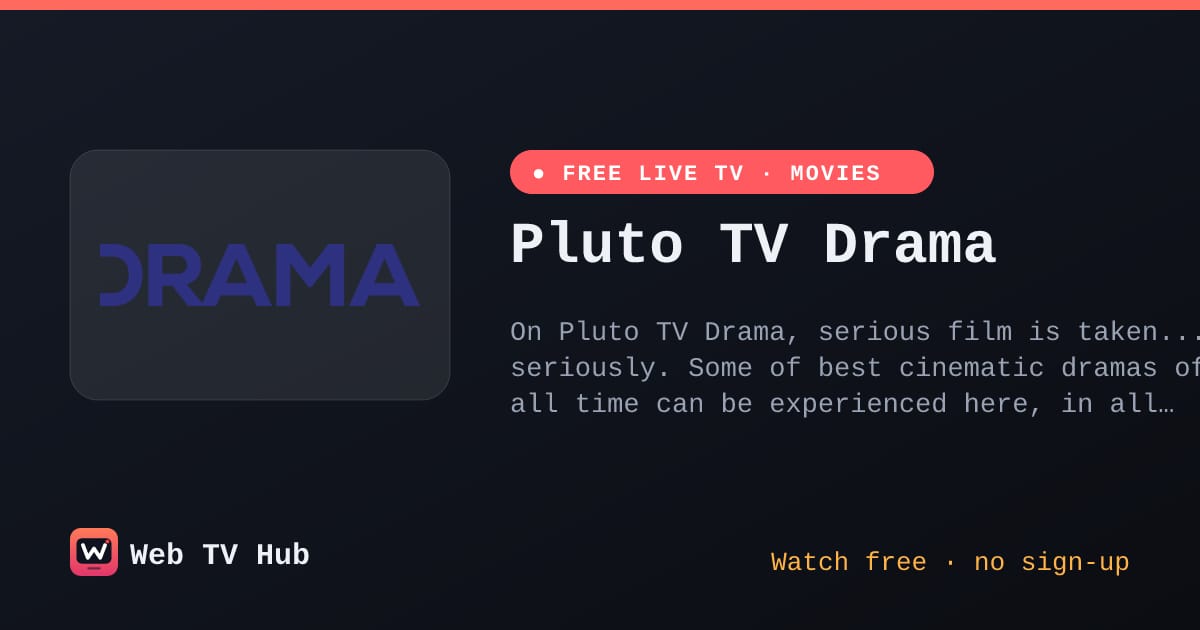 DRAMA
● FREE LIVE TV · MOVIES
Pluto TV Drama
On Pluto TV Drama, serious film is taken...
seriously. Some of best cinematic dramas of
all time can be experienced here, in all…
Web TV Hub
Watch free · no sign-up